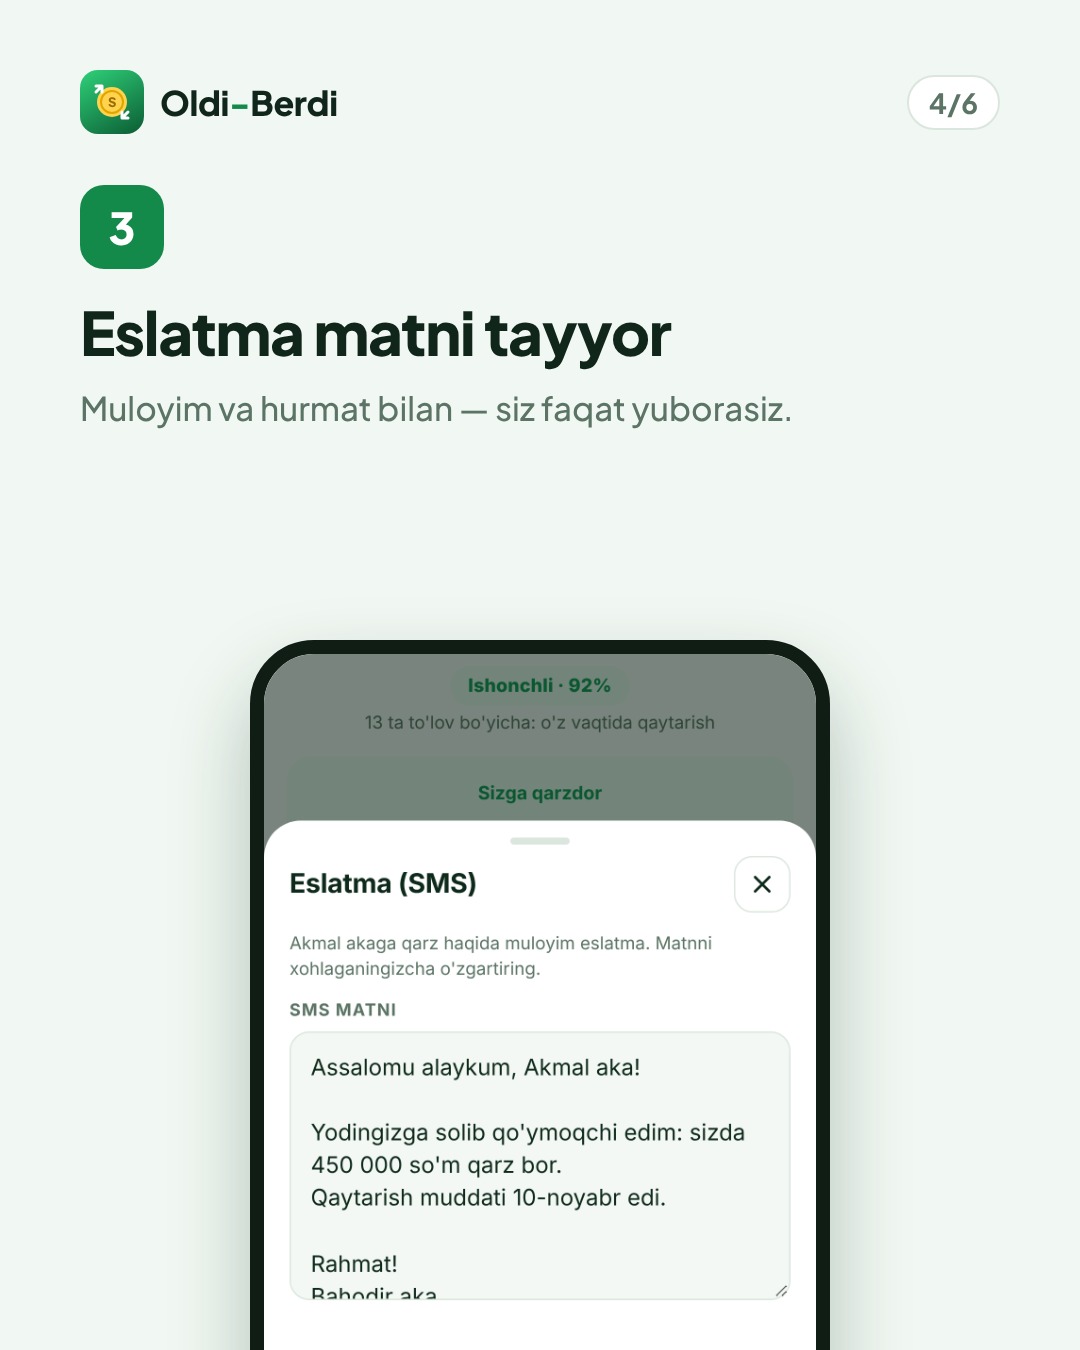 Oldi-Berdi
4/6
3
Eslatma matni tayyor
Muloyim va hurmat bilan — siz faqat yuborasiz.
Ishonchli · 92%
13 ta to'lov bo'yicha: o'z vaqtida qaytarish
Sizga qarzdor
Eslatma (SMS)
Akmal akaga qarz haqida muloyim eslatma. Matnni
xohlaganingizcha o'zgartiring.
SMS MATNI
Assalomu alaykum, Akmal aka!
Yodingizga solib qo'ymoqchi edim: sizda
450 000 so'm qarz bor.
Qaytarish muddati 10-noyabr edi.
Rahmat!
Bahodir aka